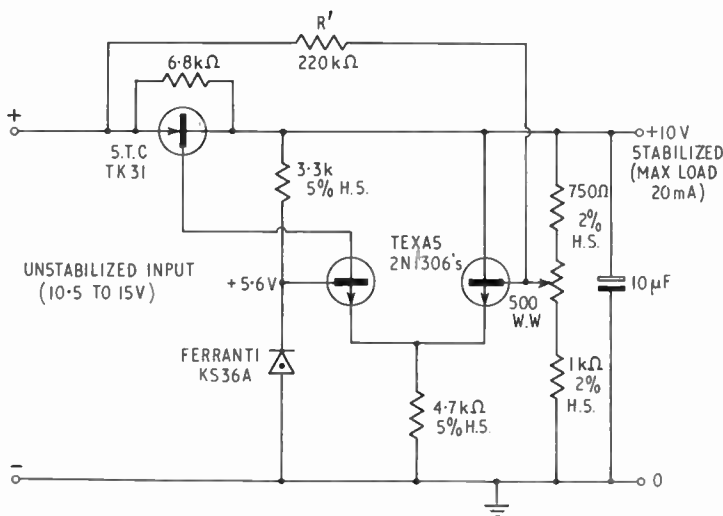 R'
220kΩ
6·8kΩ
+
S.T.C
TK31
+10V
STABILIZED
(MAX LOAD
20mA)
3·3k
5% H.S.
750Ω
2%
H.S.
TEXAS
2N1306's
UNSTABILIZED INPUT
(10·5 TO 15V)
+5·6V
500
W.W
10µF
FERRANTI
KS36A
1kΩ
2%
H.S.
4·7kΩ
5% H.S.
−
0